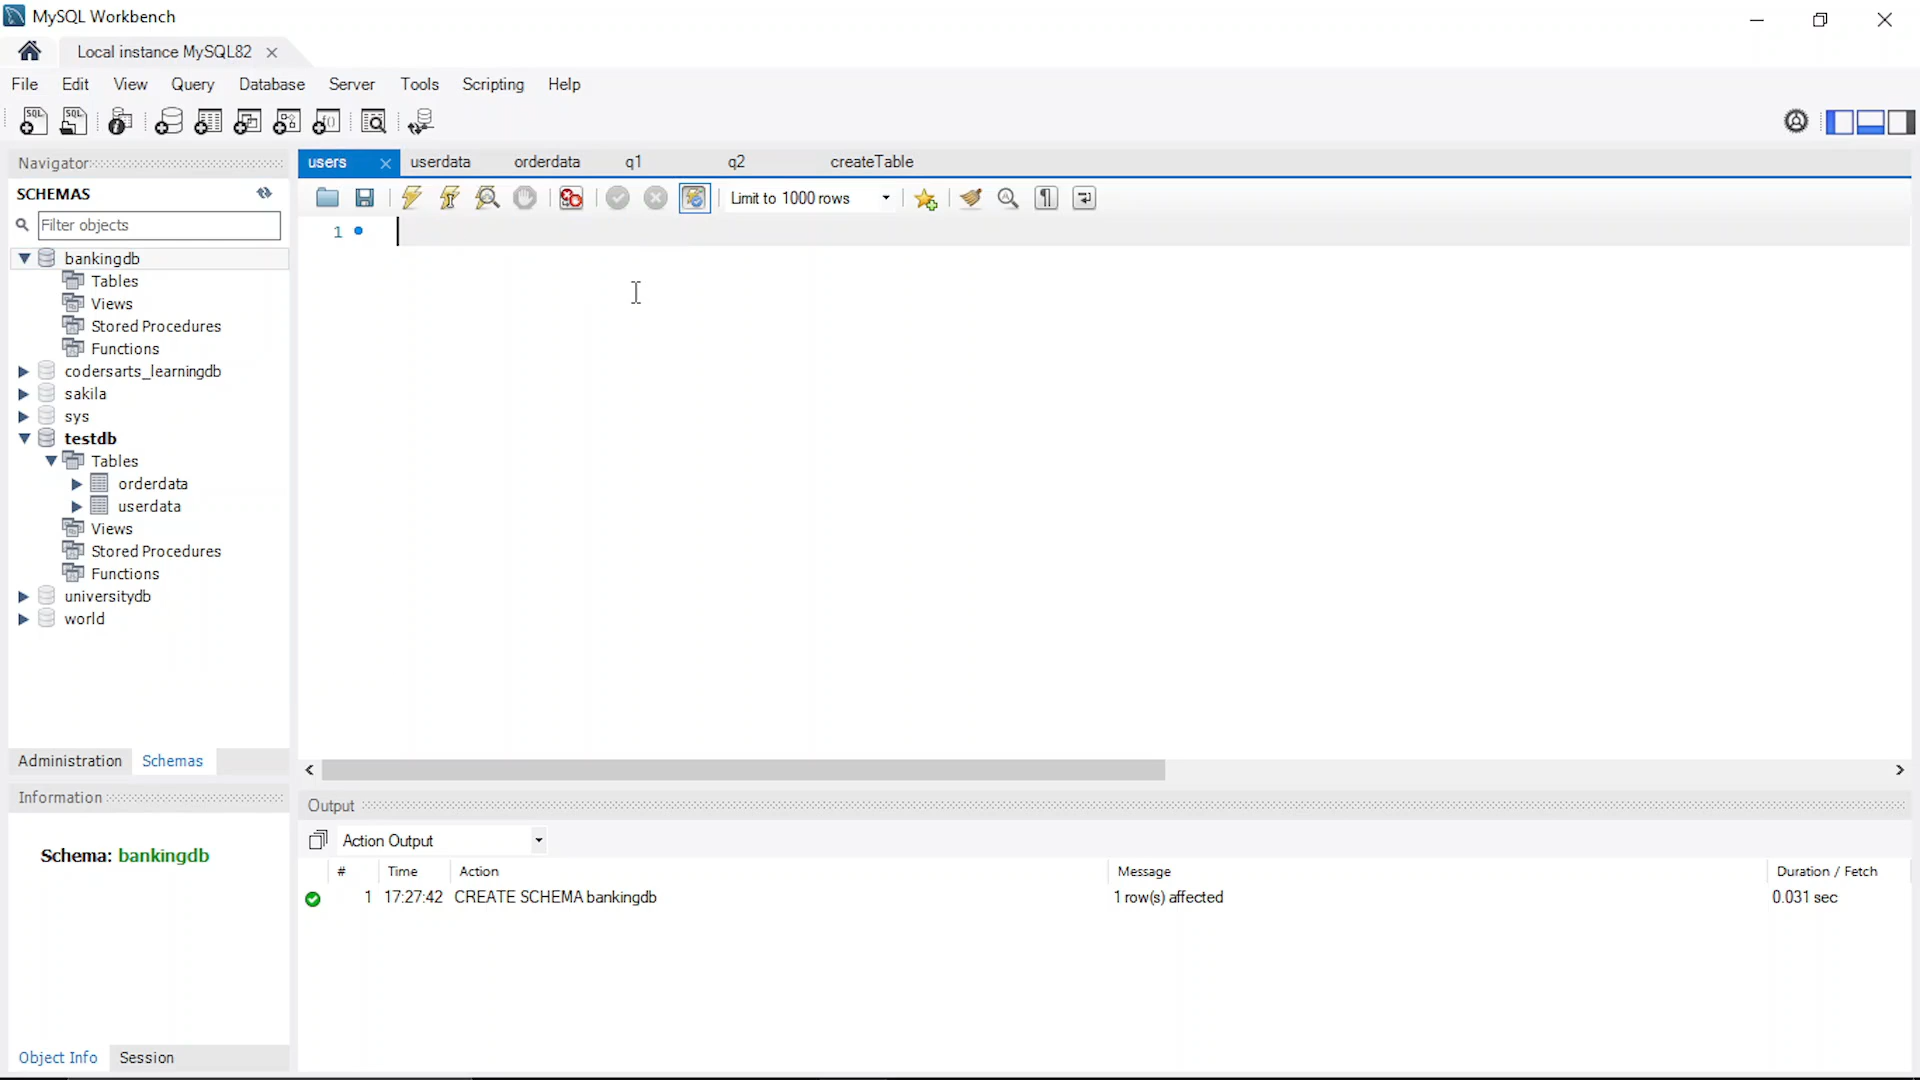 MySQL Workbench
Local instance MySQL82
File Edit View Query Database Server Tools Scripting Help
SQL SQL
Navigator
users userdata orderdata q1 q2 createTable
SCHEMAS
Limit to 1000 rows
Filter objects
1
bankingdb
Tables
Views
Stored Procedures
Functions
codersarts_learningdb
sakila
sys
testdb
Tables
orderdata
userdata
Views
Stored Procedures
Functions
universitydb
world
Administration Schemas
Information
Schema: bankingdb
Object Info Session
Output
Action Output
# Time Action Message Duration / Fetch
1 17:27:42 CREATE SCHEMA bankingdb 1 row(s) affected 0.031 sec